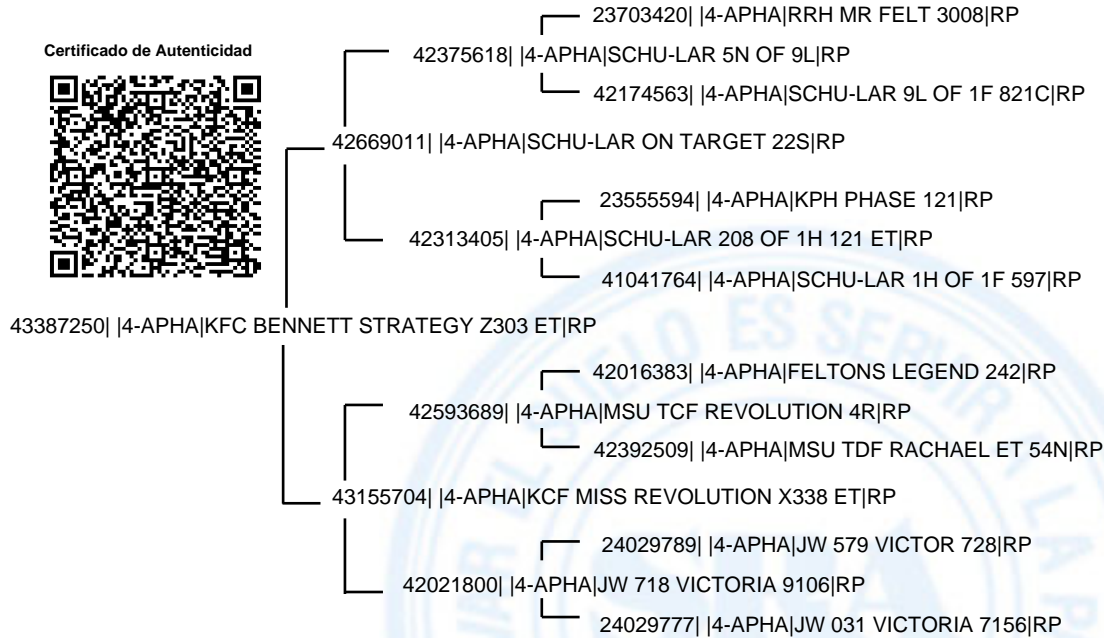 23703420| |4-APHA|RRH MR FELT 3008|RP
Certificado de Autenticidad
42375618| |4-APHA|SCHU-LAR 5N OF 9L|RP
42174563| |4-APHA|SCHU-LAR 9L OF 1F 821C|RP
42669011| |4-APHA|SCHU-LAR ON TARGET 22S|RP
23555594| |4-APHA|KPH PHASE 121|RP
42313405| |4-APHA|SCHU-LAR 208 OF 1H 121 ET|RP
41041764| |4-APHA|SCHU-LAR 1H OF 1F 597|RP
43387250| |4-APHA|KFC BENNETT STRATEGY Z303 ET|RP
42016383| |4-APHA|FELTONS LEGEND 242|RP
42593689| |4-APHA|MSU TCF REVOLUTION 4R|RP
42392509| |4-APHA|MSU TDF RACHAEL ET 54N|RP
43155704| |4-APHA|KCF MISS REVOLUTION X338 ET|RP
24029789| |4-APHA|JW 579 VICTOR 728|RP
42021800| |4-APHA|JW 718 VICTORIA 9106|RP
24029777| |4-APHA|JW 031 VICTORIA 7156|RP
ES SERVIR A LA P